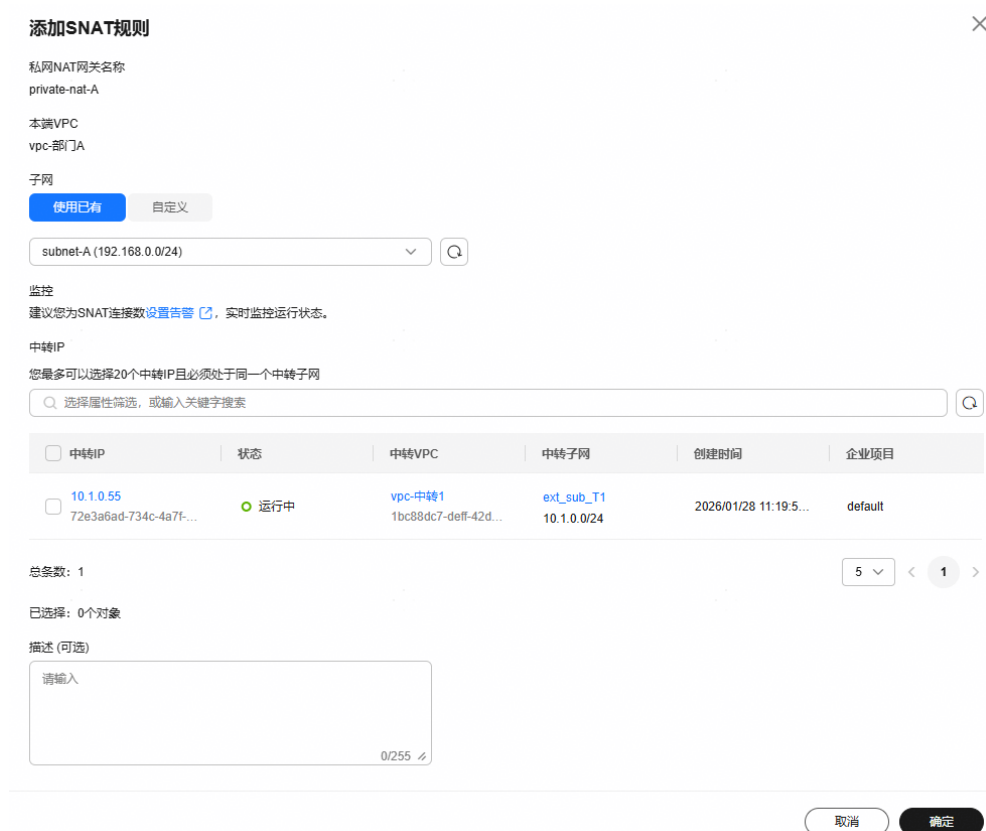 添加SNAT规则
私网NAT网关名称
private-nat-A
本端VPC
vpc-部门A
子网
使用已有 自定义
subnet-A (192.168.0.0/24)
监控
建议您为SNAT连接数设置告警，实时监控运行状态。
中转IP
您最多可以选择20个中转IP且必须处于同一个中转子网
选择属性筛选，或输入关键字搜索
中转IP 状态 中转VPC 中转子网 创建时间 企业项目
10.1.0.55 运行中 vpc-中转1 ext_sub_T1 2026/01/28 11:19:5... default
72e3a6ad-734c-4a7f-... 1bc88dc7-deff-42d... 10.1.0.0/24
总条数：1 5 1
已选择：0个对象
描述 (可选)
请输入
0/255
取消 确定